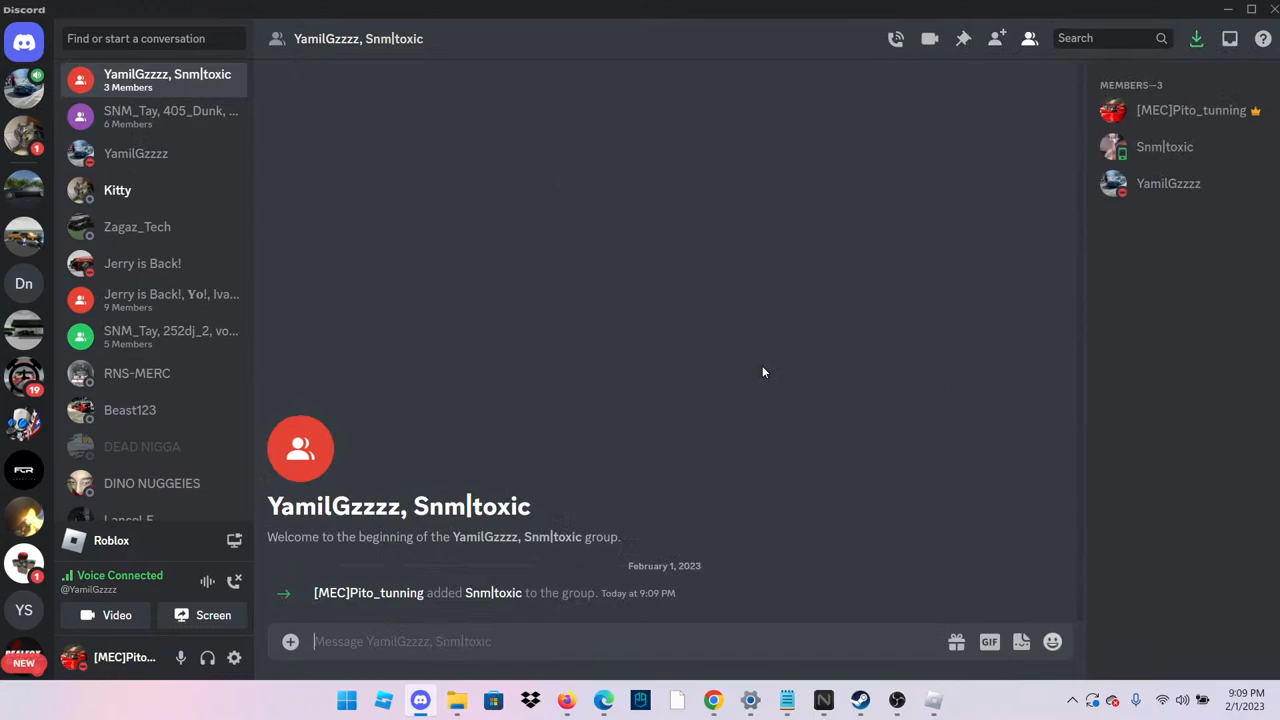 Discord
Find or start a conversation
YamilGzzzz, Snm|toxic
Search
YamilGzzzz, Snm|toxic
3 Members
SNM_Tay, 405_Dunk, ...
6 Members
YamilGzzzz
Kitty
Zagaz_Tech
Jerry is Back!
Jerry is Back!, Yo!, Iva...
9 Members
SNM_Tay, 252dj_2, vo...
5 Members
RNS-MERC
Beast123
DEAD NIGGA
DINO NUGGEIES
MEMBERS—3
[MEC]Pito_tunning
Snm|toxic
YamilGzzzz
1
Dn
19
FCR
1
YS
NEW
Roblox
Voice Connected
@YamilGzzzz
Video
Screen
[MEC]Pito...
YamilGzzzz, Snm|toxic
Welcome to the beginning of the YamilGzzzz, Snm|toxic group.
February 1, 2023
[MEC]Pito_tunning added Snm|toxic to the group. Today at 9:09 PM
Message YamilGzzzz, Snm|toxic
GIF
9:09 PM
2/1/2023